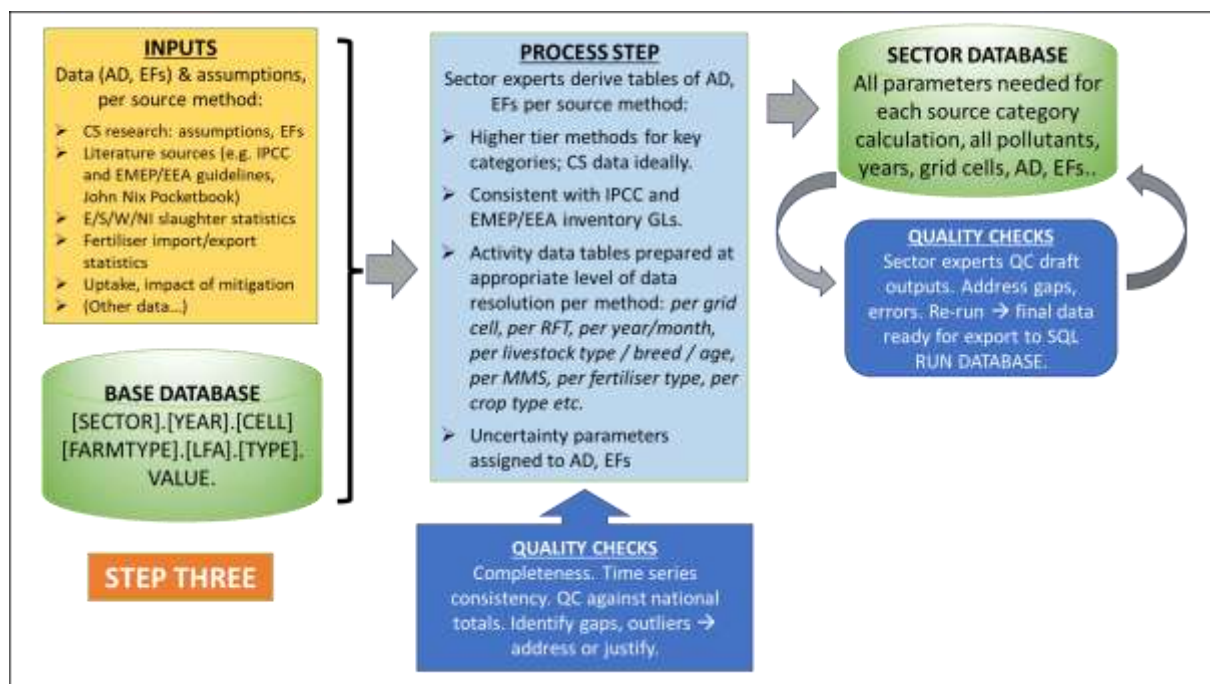 INPUTS
Data (AD, EFs) & assumptions,
per source method:
➤ CS research: assumptions, EFs
➤ Literature sources (e.g. IPCC
and EMEP/EEA guidelines,
John Nix Pocketbook)
➤ E/S/W/NI slaughter statistics
➤ Fertiliser import/export
statistics
➤ Uptake, impact of mitigation
➤ (Other data...)
BASE DATABASE
[SECTOR].[YEAR].[CELL]
[FARMTYPE].[LFA].[TYPE].
VALUE.
STEP THREE
PROCESS STEP
Sector experts derive tables of AD,
EFs per source method:
➤ Higher tier methods for key
categories; CS data ideally.
➤ Consistent with IPCC and
EMEP/EEA inventory GLs.
➤ Activity data tables prepared at
appropriate level of data
resolution per method: per grid
cell, per RFT, per year/month,
per livestock type / breed / age,
per MMS, per fertiliser type, per
crop type etc.
➤ Uncertainty parameters
assigned to AD, EFs
QUALITY CHECKS
Completeness. Time series
consistency. QC against national
totals. Identify gaps, outliers →
address or justify.
SECTOR DATABASE
All parameters needed for
each source category
calculation, all pollutants,
years, grid cells, AD, EFs..
QUALITY CHECKS
Sector experts QC draft
outputs. Address gaps,
errors. Re-run → final data
ready for export to SQL
RUN DATABASE.